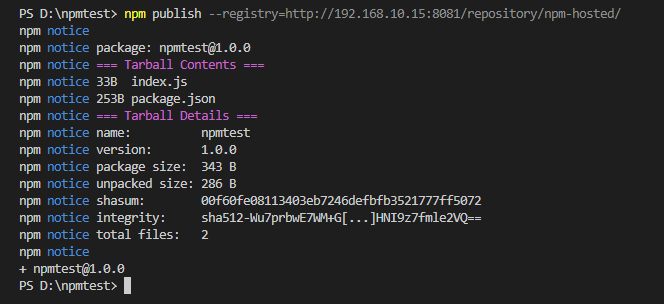 PS D:\npmtest> npm publish --registry=http://192.168.10.15:8081/repository/npm-hosted/
npm notice
npm notice package: npmtest@1.0.0
npm notice === Tarball Contents ===
npm notice 33B  index.js
npm notice 253B package.json
npm notice === Tarball Details ===
npm notice name:          npmtest
npm notice version:       1.0.0
npm notice package size:  343 B
npm notice unpacked size: 286 B
npm notice shasum:        00f60fe08113403eb7246defbfb3521777ff5072
npm notice integrity:     sha512-Wu7prbwE7WM+G[...]HNI9z7fmle2VQ==
npm notice total files:   2
npm notice
+ npmtest@1.0.0
PS D:\npmtest>